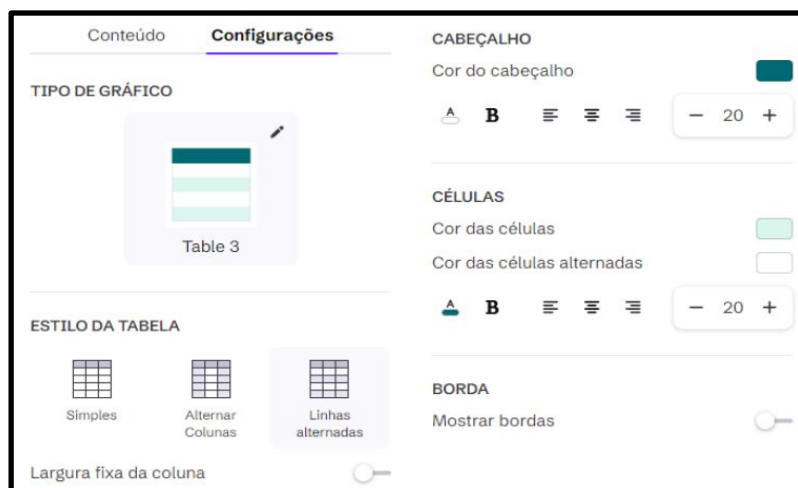 Conteúdo
Configurações
TIPO DE GRÁFICO
Table 3
ESTILO DA TABELA
Simples
Alternar
Colunas
Linhas
alternadas
Largura fixa da coluna
CABEÇALHO
Cor do cabeçalho
A B − 20 +
CÉLULAS
Cor das células
Cor das células alternadas
A B − 20 +
BORDA
Mostrar bordas